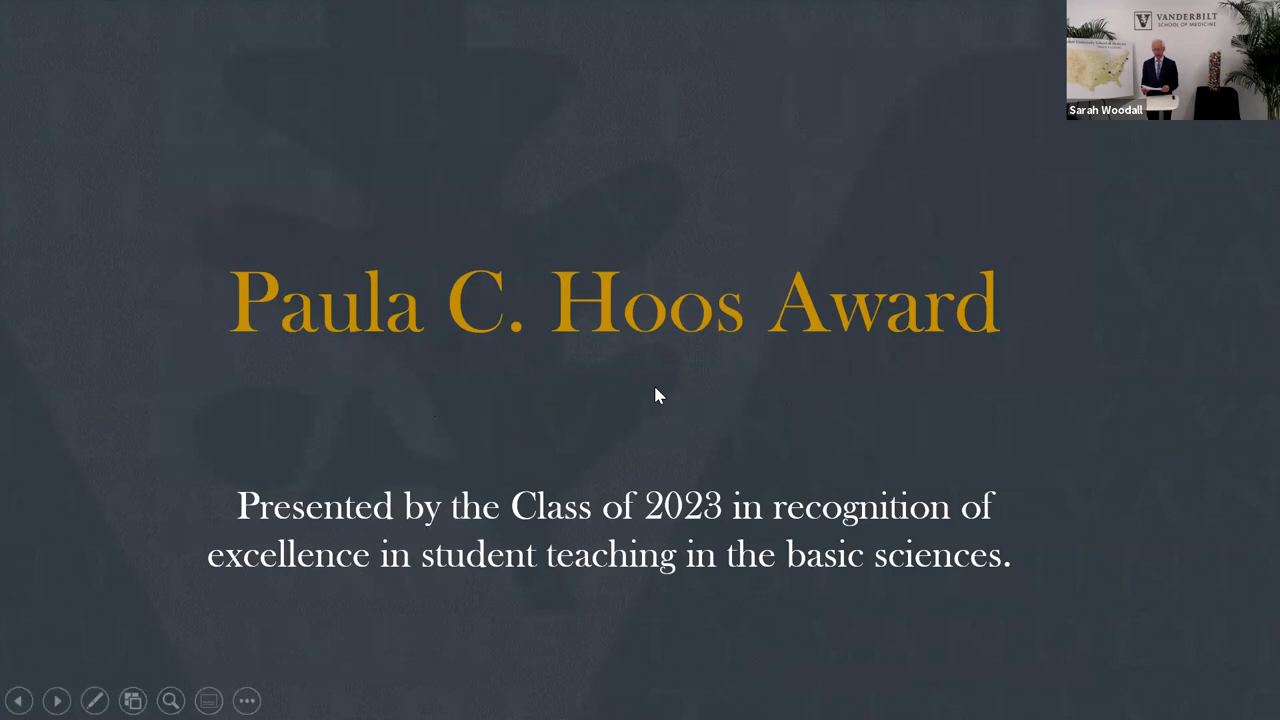 VANDERBILT
SCHOOL OF MEDICINE
Sarah Woodall
Paula C. Hoos Award
Presented by the Class of 2023 in recognition of
excellence in student teaching in the basic sciences.